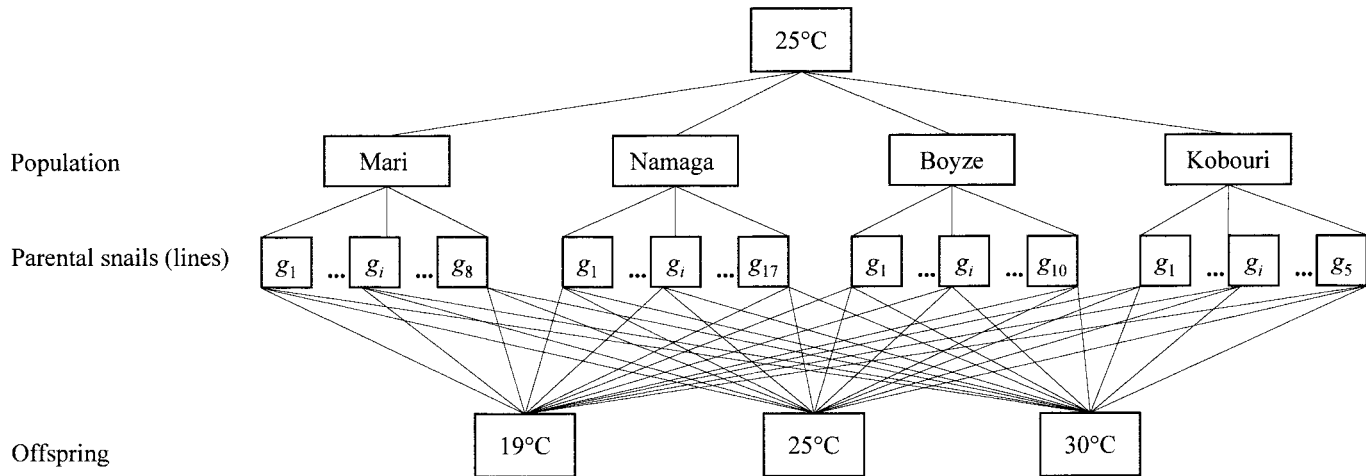 25°C
Population Mari Namaga Boyze Kobouri
Parental snails (lines) g1 ... gi ... g8 g1 ... gi ... g17 g1 ... gi ... g10 g1 ... gi ... g5
Offspring 19°C 25°C 30°C